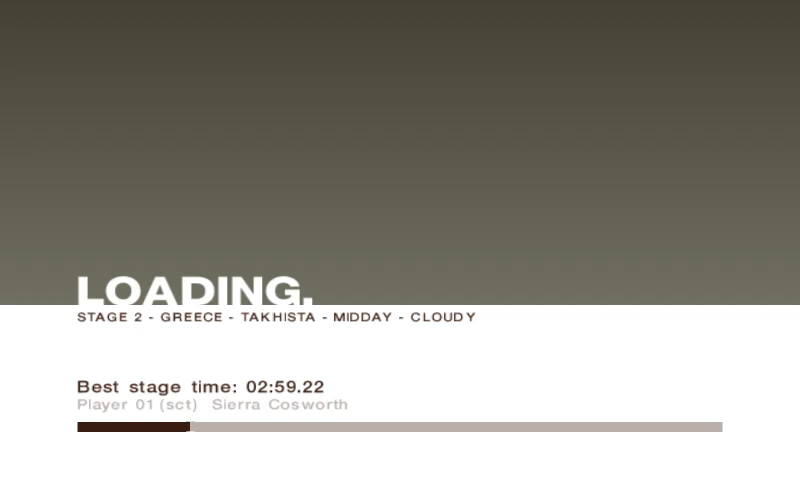 LOADING.
STAGE 2 - GREECE - TAKHISTA - MIDDAY - CLOUDY
Best stage time: 02:59.22
Player 01 (sct) Sierra Cosworth